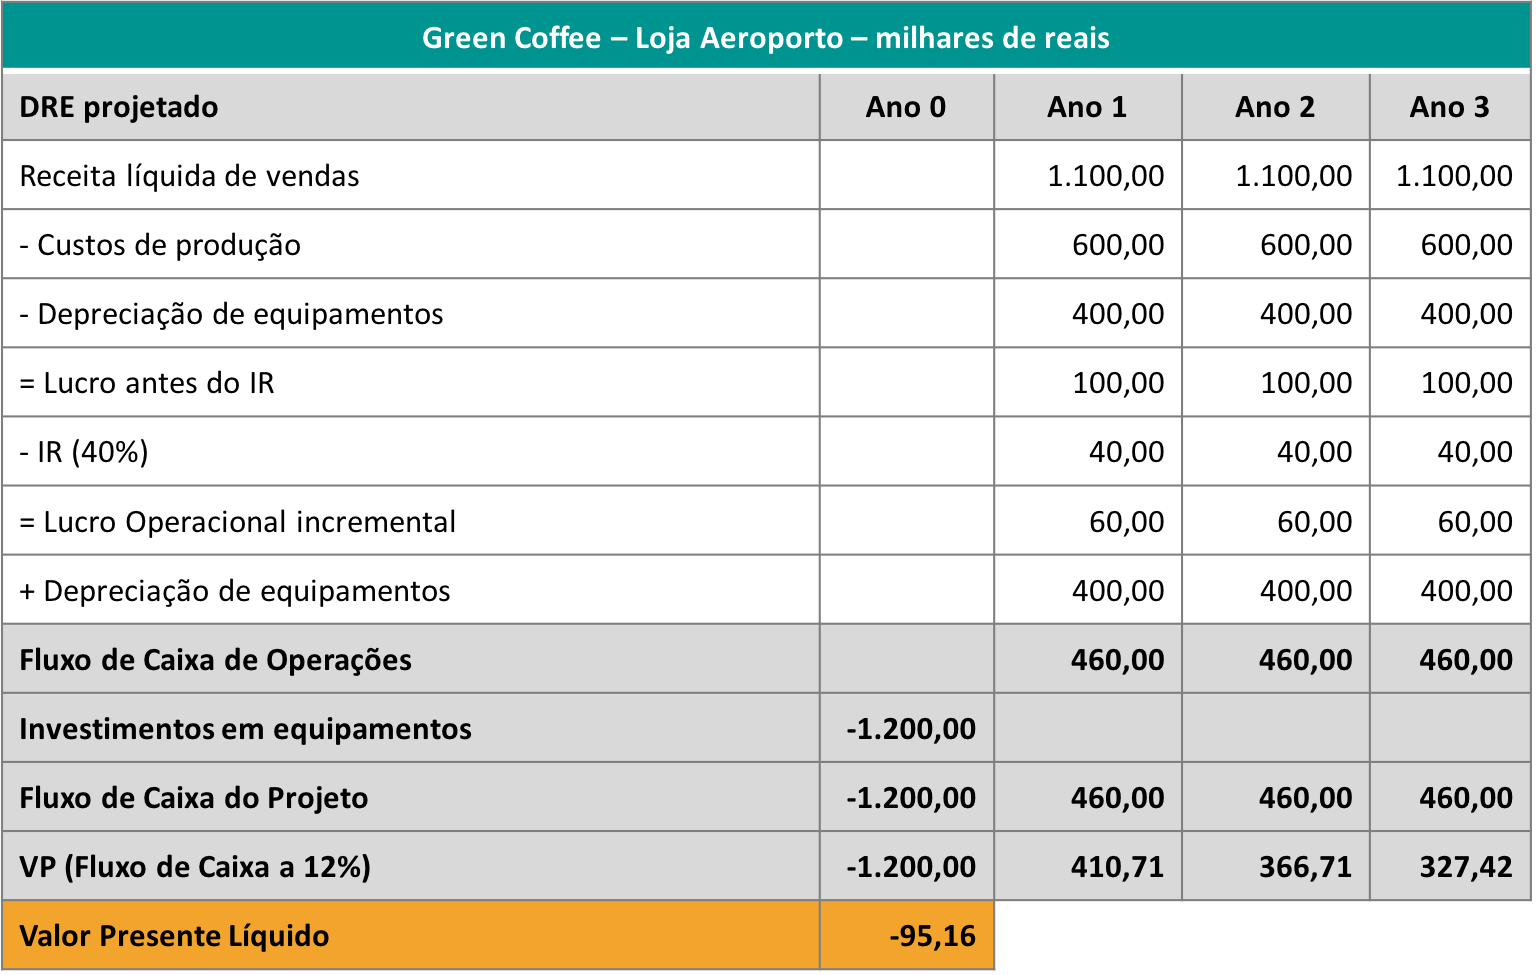 Green Coffee – Loja Aeroporto – milhares de reais
DRE projetado Ano 0 Ano 1 Ano 2 Ano 3
Receita líquida de vendas 1.100,00 1.100,00 1.100,00
- Custos de produção 600,00 600,00 600,00
- Depreciação de equipamentos 400,00 400,00 400,00
= Lucro antes do IR 100,00 100,00 100,00
- IR (40%) 40,00 40,00 40,00
= Lucro Operacional incremental 60,00 60,00 60,00
+ Depreciação de equipamentos 400,00 400,00 400,00
Fluxo de Caixa de Operações 460,00 460,00 460,00
Investimentos em equipamentos -1.200,00
Fluxo de Caixa do Projeto -1.200,00 460,00 460,00 460,00
VP (Fluxo de Caixa a 12%) -1.200,00 410,71 366,71 327,42
Valor Presente Líquido -95,16